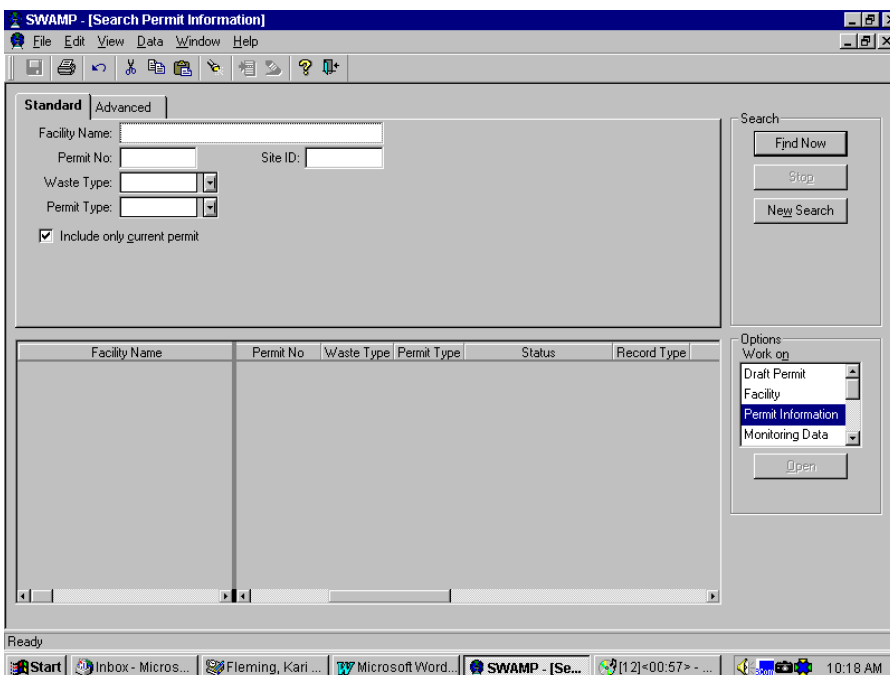 SWAMP - [Search Permit Information]
File Edit View Data Window Help
Standard Advanced
Facility Name:
Permit No: Site ID:
Waste Type:
Permit Type:
Include only current permit
Search
Find Now
Stop
New Search
Facility Name Permit No Waste Type Permit Type Status Record Type
Options
Work on
Draft Permit
Facility
Permit Information
Monitoring Data
Open
Ready
Start Inbox - Micros... Fleming, Kari ... Microsoft Word... SWAMP - [Se... [12]<00:57> - ... 10:18 AM